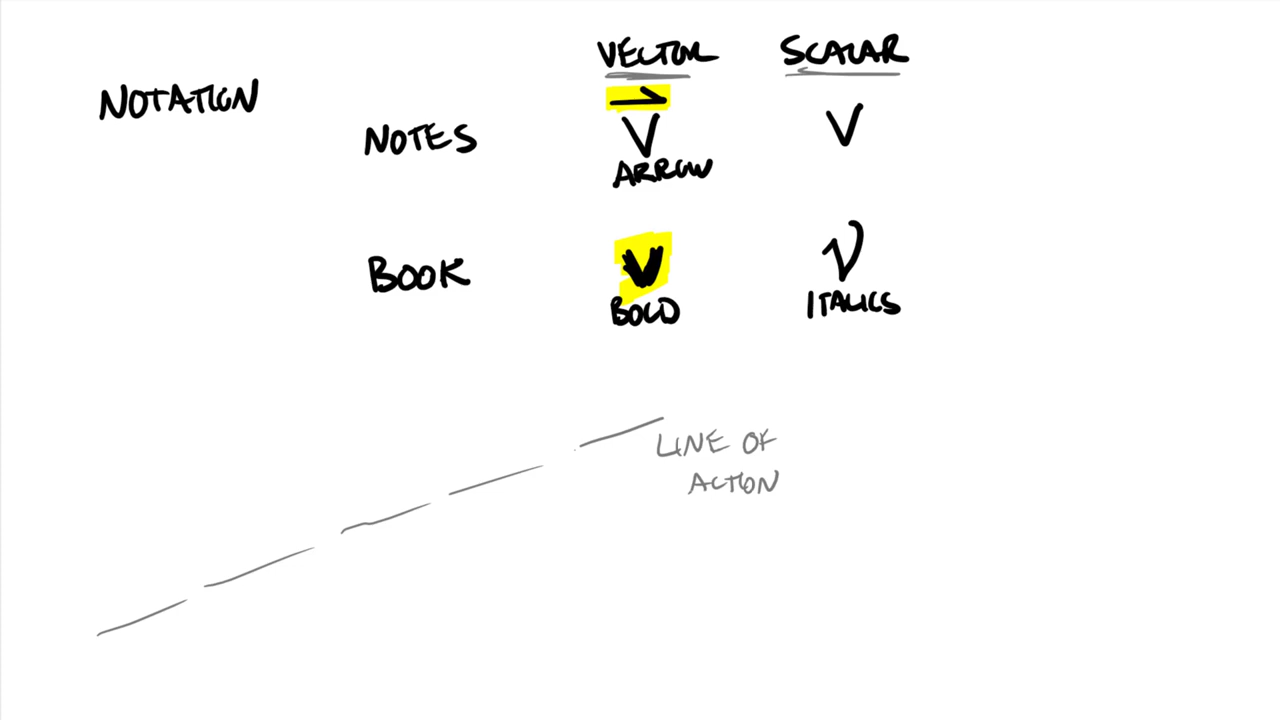 VECTOR SCALAR
NOTATION
NOTES V V
ARROW
BOOK V V
BOLD ITALICS
LINE OF
ACTION